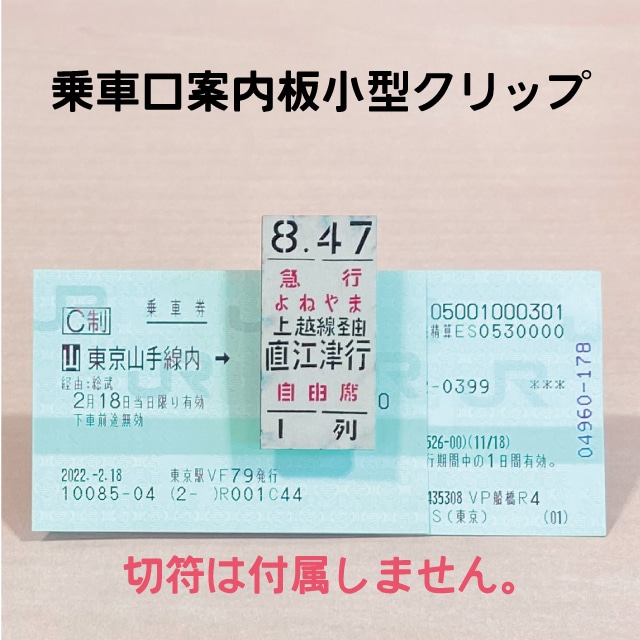 乗車口案内板小型クリップ
8.47
急行
よねやま
上越線経由
直江津行
自由席
1列
C制 乗車券
山 東京山手線内 →
経由:総武
2月18日当日限り有効
下車前途無効
2022.-2.18 東京駅VF79発行
10085-04 (2- )R001C44
05001000301
精算ES0530000
-0399 ***
526-00)(11/18)
行期間中の1日間有効。
435308 VP船橋R4
S(東京) (01)
04960-17B
切符は付属しません。